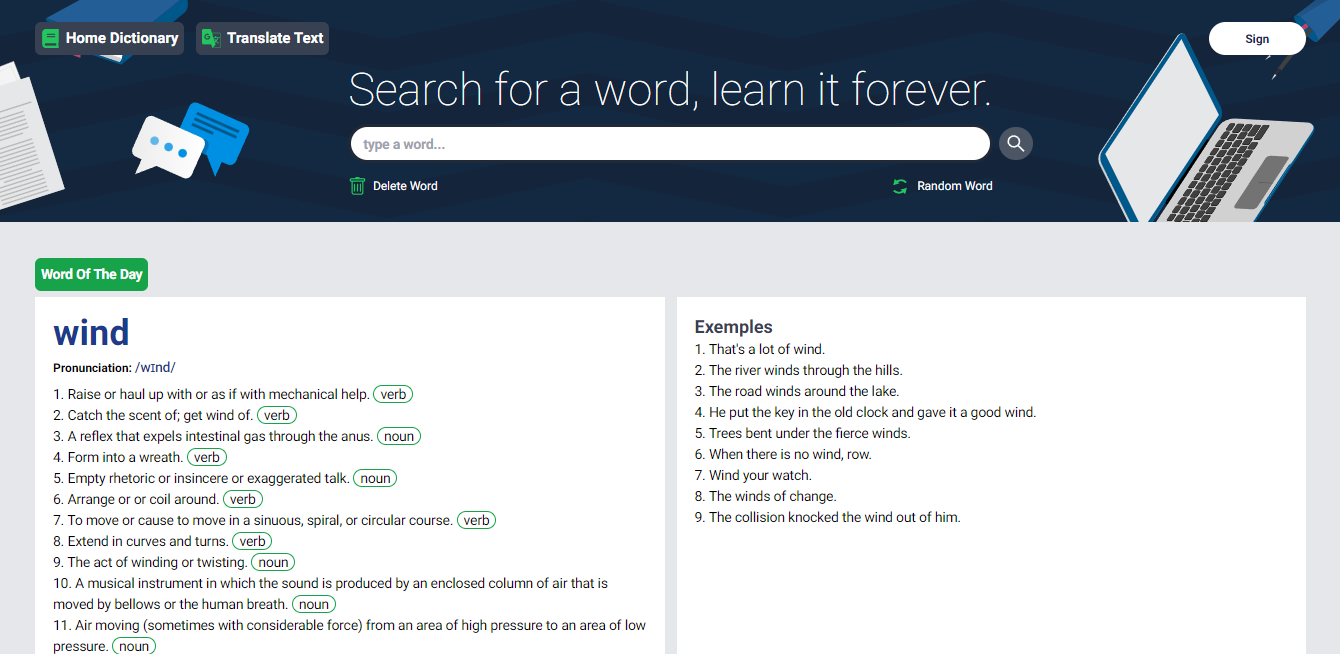 Home Dictionary
Translate Text
Sign
Search for a word, learn it forever.
type a word...
Delete Word
Random Word
Word Of The Day
wind
Pronunciation: /wɪnd/
1. Raise or haul up with or as if with mechanical help. verb
2. Catch the scent of; get wind of. verb
3. A reflex that expels intestinal gas through the anus. noun
4. Form into a wreath. verb
5. Empty rhetoric or insincere or exaggerated talk. noun
6. Arrange or or coil around. verb
7. To move or cause to move in a sinuous, spiral, or circular course. verb
8. Extend in curves and turns. verb
9. The act of winding or twisting. noun
10. A musical instrument in which the sound is produced by an enclosed column of air that is
moved by bellows or the human breath. noun
11. Air moving (sometimes with considerable force) from an area of high pressure to an area of low
pressure. noun
Exemples
1. That's a lot of wind.
2. The river winds through the hills.
3. The road winds around the lake.
4. He put the key in the old clock and gave it a good wind.
5. Trees bent under the fierce winds.
6. When there is no wind, row.
7. Wind your watch.
8. The winds of change.
9. The collision knocked the wind out of him.